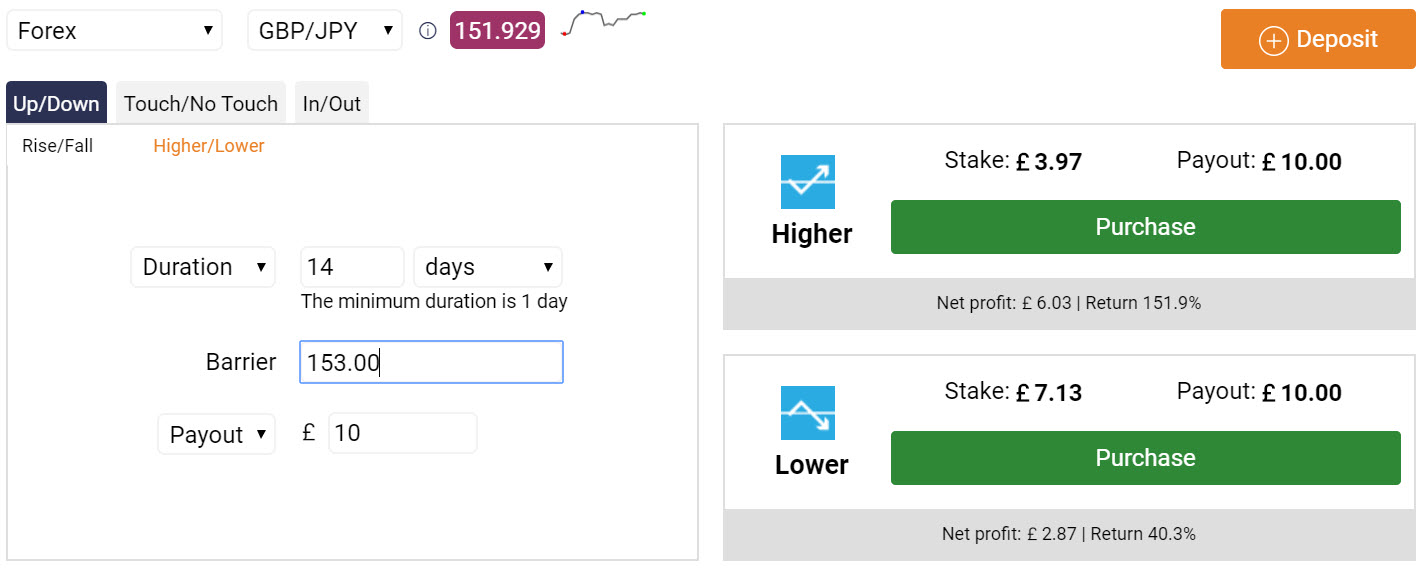 Forex GBP/JPY 151.929 Deposit
Up/Down Touch/No Touch In/Out
Rise/Fall Higher/Lower
Duration 14 days
The minimum duration is 1 day
Barrier 153.00
Payout £ 10
Stake: £ 3.97 Payout: £ 10.00
Higher Purchase
Net profit: £ 6.03 | Return 151.9%
Stake: £ 7.13 Payout: £ 10.00
Lower Purchase
Net profit: £ 2.87 | Return 40.3%